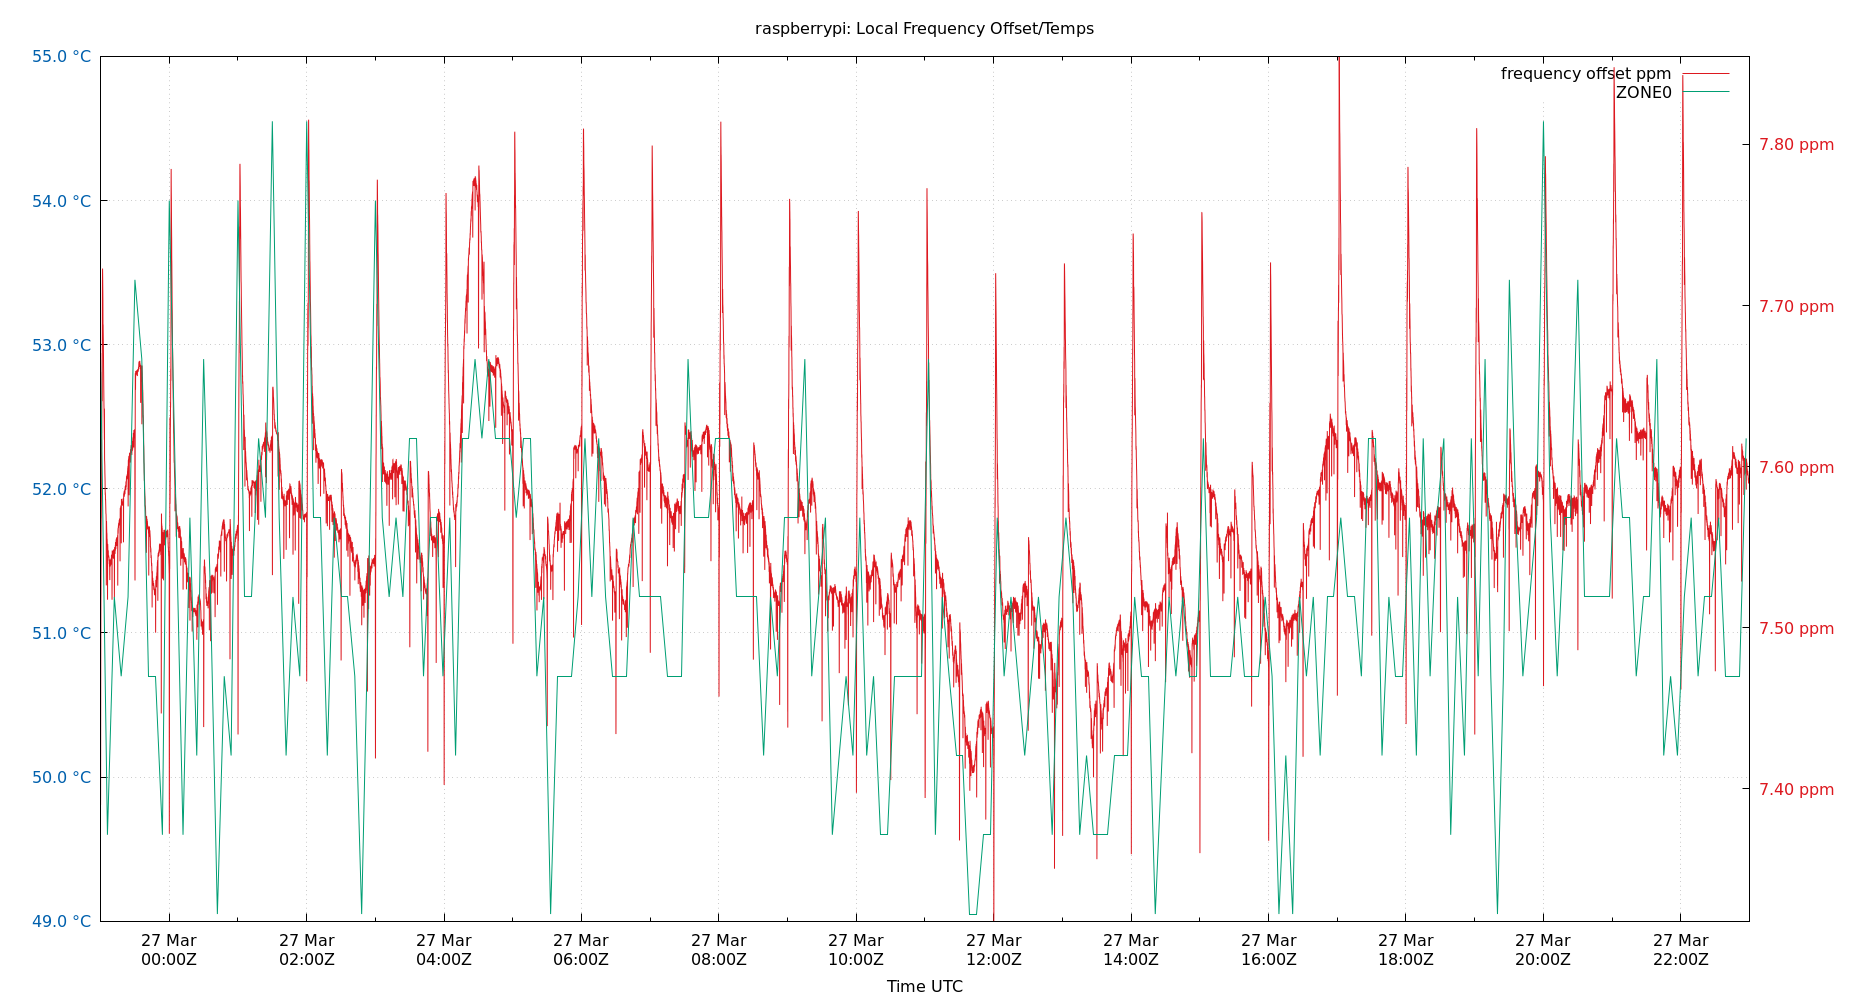 raspberrypi: Local Frequency Offset/Temps
55.0 °C
54.0 °C
53.0 °C
52.0 °C
51.0 °C
50.0 °C
49.0 °C
frequency offset ppm
ZONE0
7.80 ppm
7.70 ppm
7.60 ppm
7.50 ppm
7.40 ppm
27 Mar
00:00Z
27 Mar
02:00Z
27 Mar
04:00Z
27 Mar
06:00Z
27 Mar
08:00Z
27 Mar
10:00Z
27 Mar
12:00Z
27 Mar
14:00Z
27 Mar
16:00Z
27 Mar
18:00Z
27 Mar
20:00Z
27 Mar
22:00Z
Time UTC